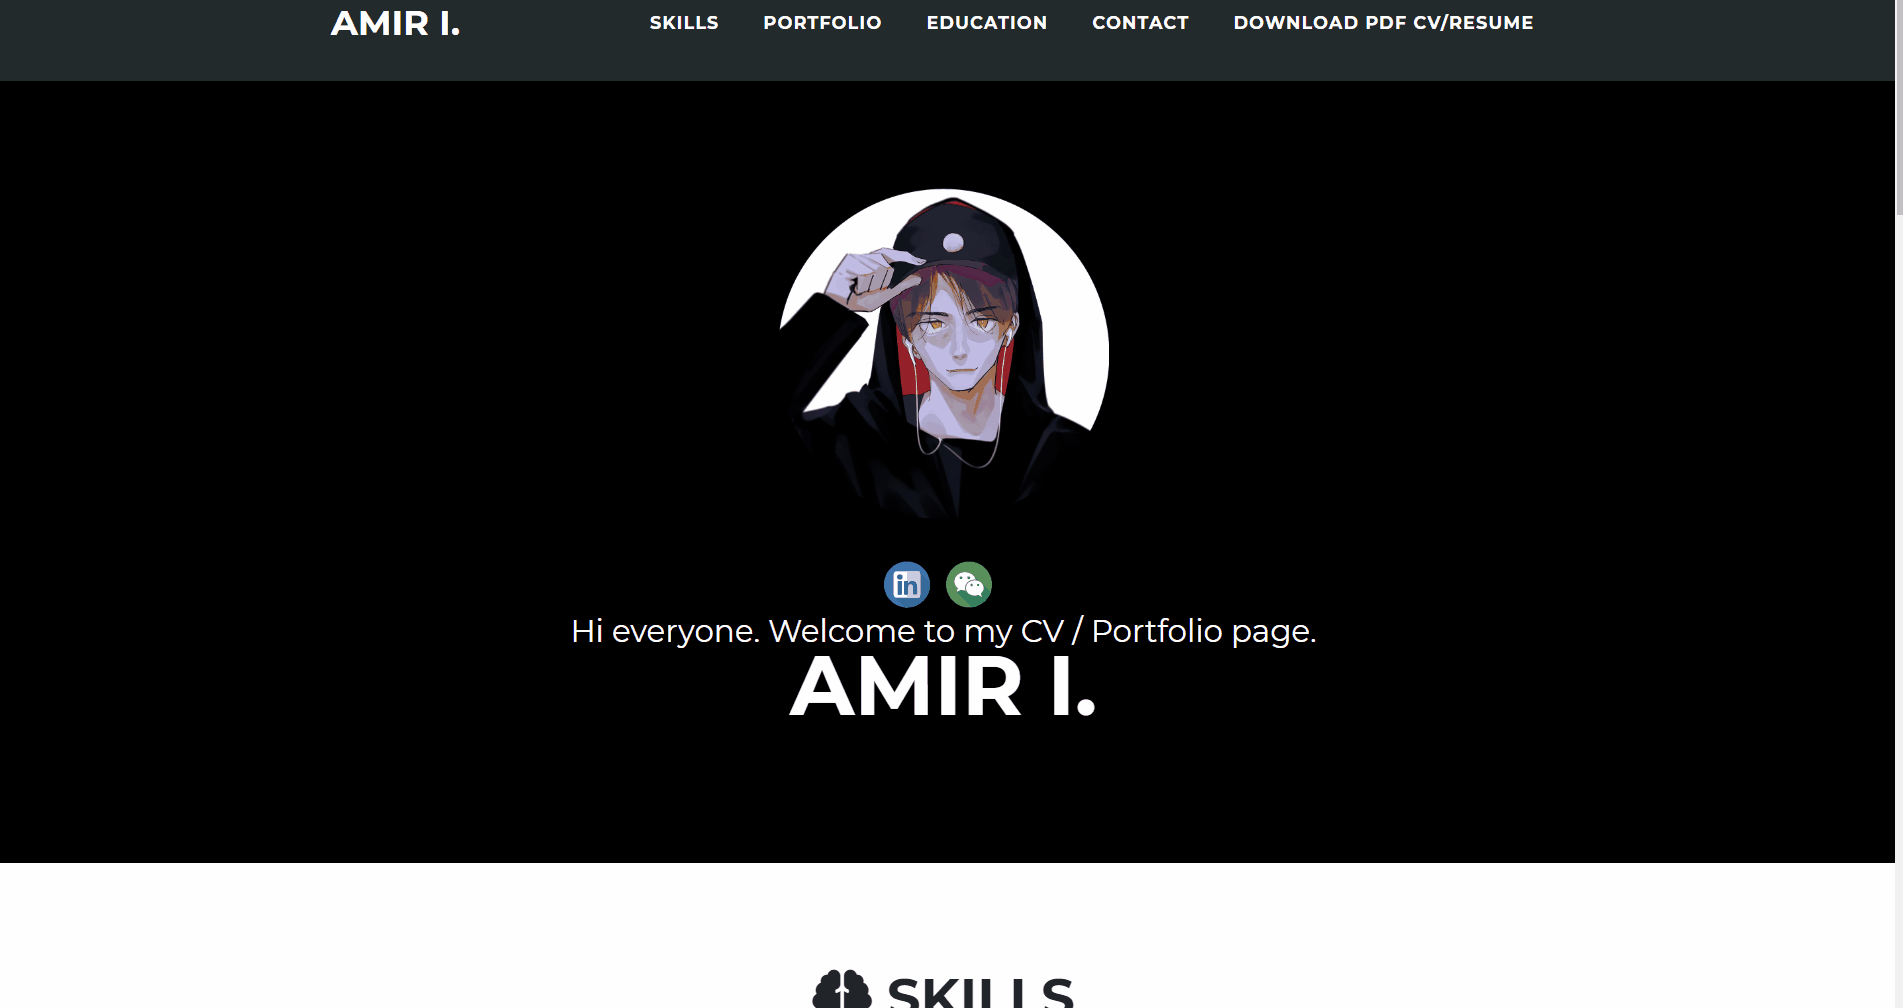 AMIR I.
SKILLS PORTFOLIO EDUCATION CONTACT DOWNLOAD PDF CV/RESUME
in
Hi everyone. Welcome to my CV / Portfolio page.
AMIR I.
SKILLS